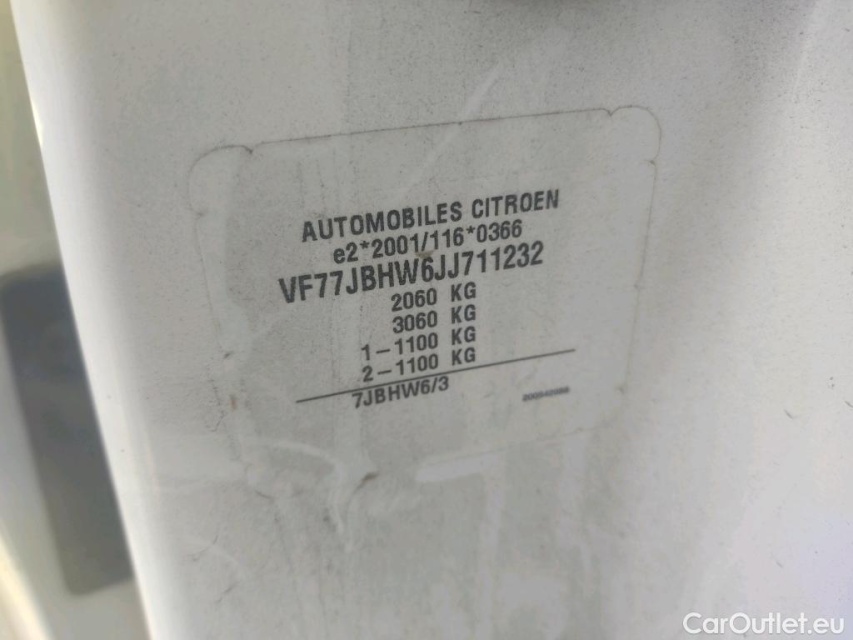 AUTOMOBILES CITROEN
e2*2001/116*0366
VF77JBHW6JJ711232
2060 KG
3060 KG
1-1100 KG
2-1100 KG
7JBHW6/3
CarOutlet.eu